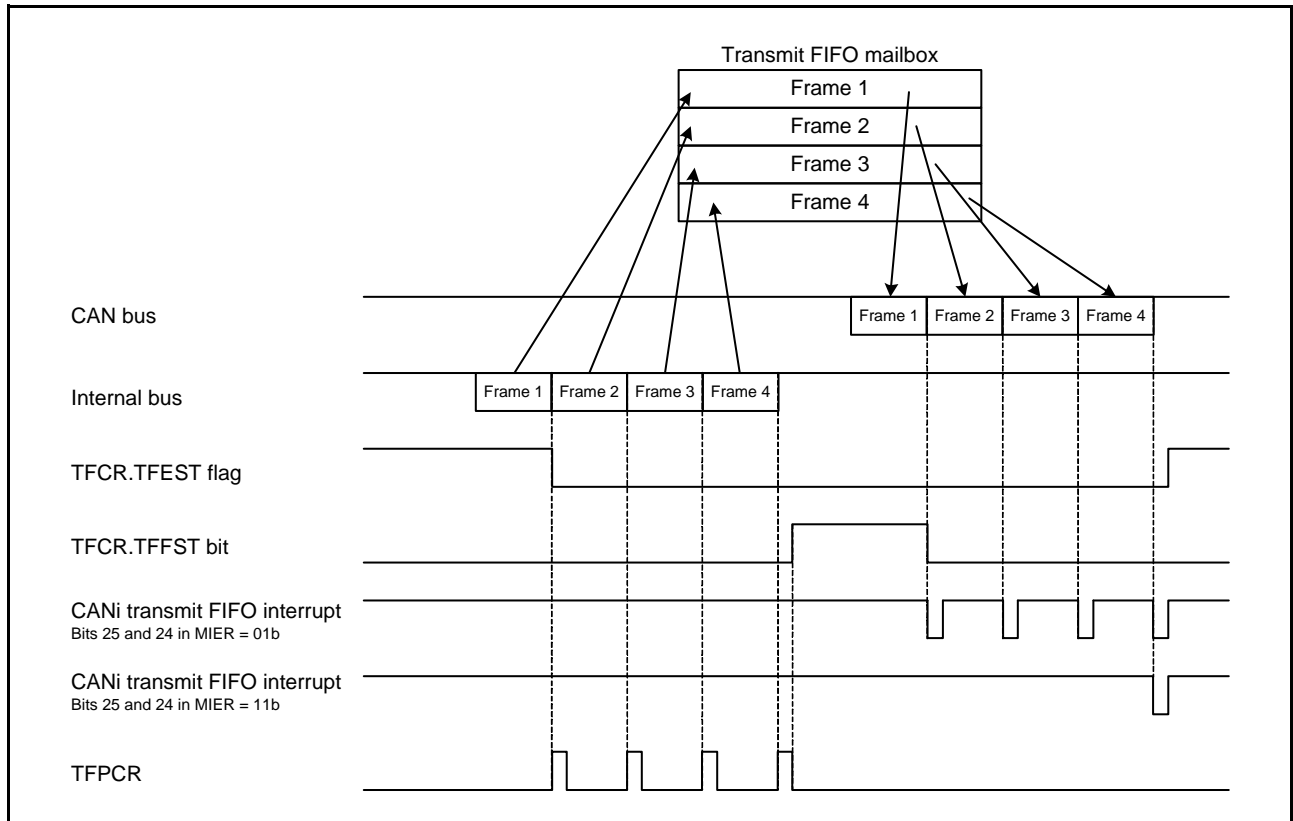 Transmit FIFO mailbox
Frame 1
Frame 2
Frame 3
Frame 4
CAN bus
Frame 1 Frame 2 Frame 3 Frame 4
Internal bus
Frame 1 Frame 2 Frame 3 Frame 4
TFCR.TFEST flag
TFCR.TFFST bit
CANi transmit FIFO interrupt
Bits 25 and 24 in MIER = 01b
CANi transmit FIFO interrupt
Bits 25 and 24 in MIER = 11b
TFPCR